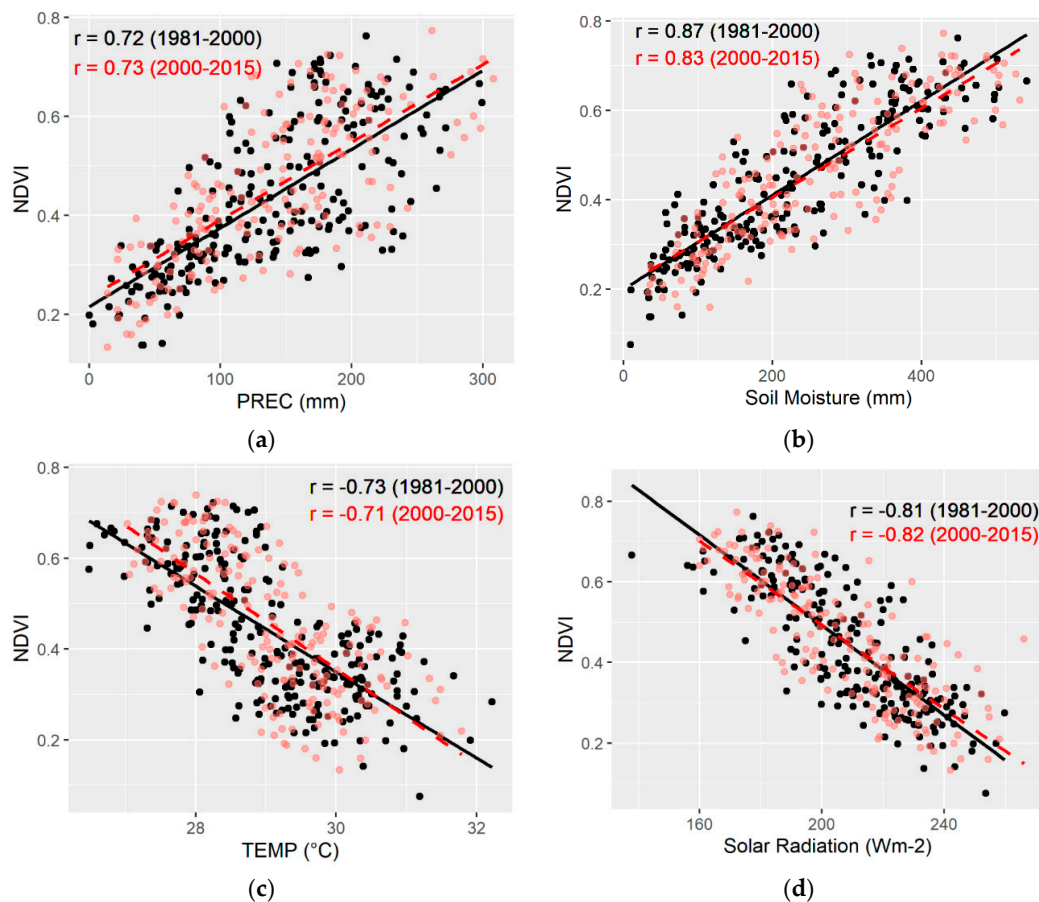 r = 0.72 (1981-2000)
r = 0.73 (2000-2015)
0.8
0.6
0.4
0.2
NDVI
0
100
200
300
PREC (mm)
(a)
r = 0.87 (1981-2000)
r = 0.83 (2000-2015)
0.8
0.6
0.4
0.2
NDVI
0
200
400
Soil Moisture (mm)
(b)
r = -0.73 (1981-2000)
r = -0.71 (2000-2015)
0.8
0.6
0.4
0.2
NDVI
28
30
32
TEMP (°C)
(c)
r = -0.81 (1981-2000)
r = -0.82 (2000-2015)
0.8
0.6
0.4
0.2
NDVI
160
200
240
Solar Radiation (Wm-2)
(d)